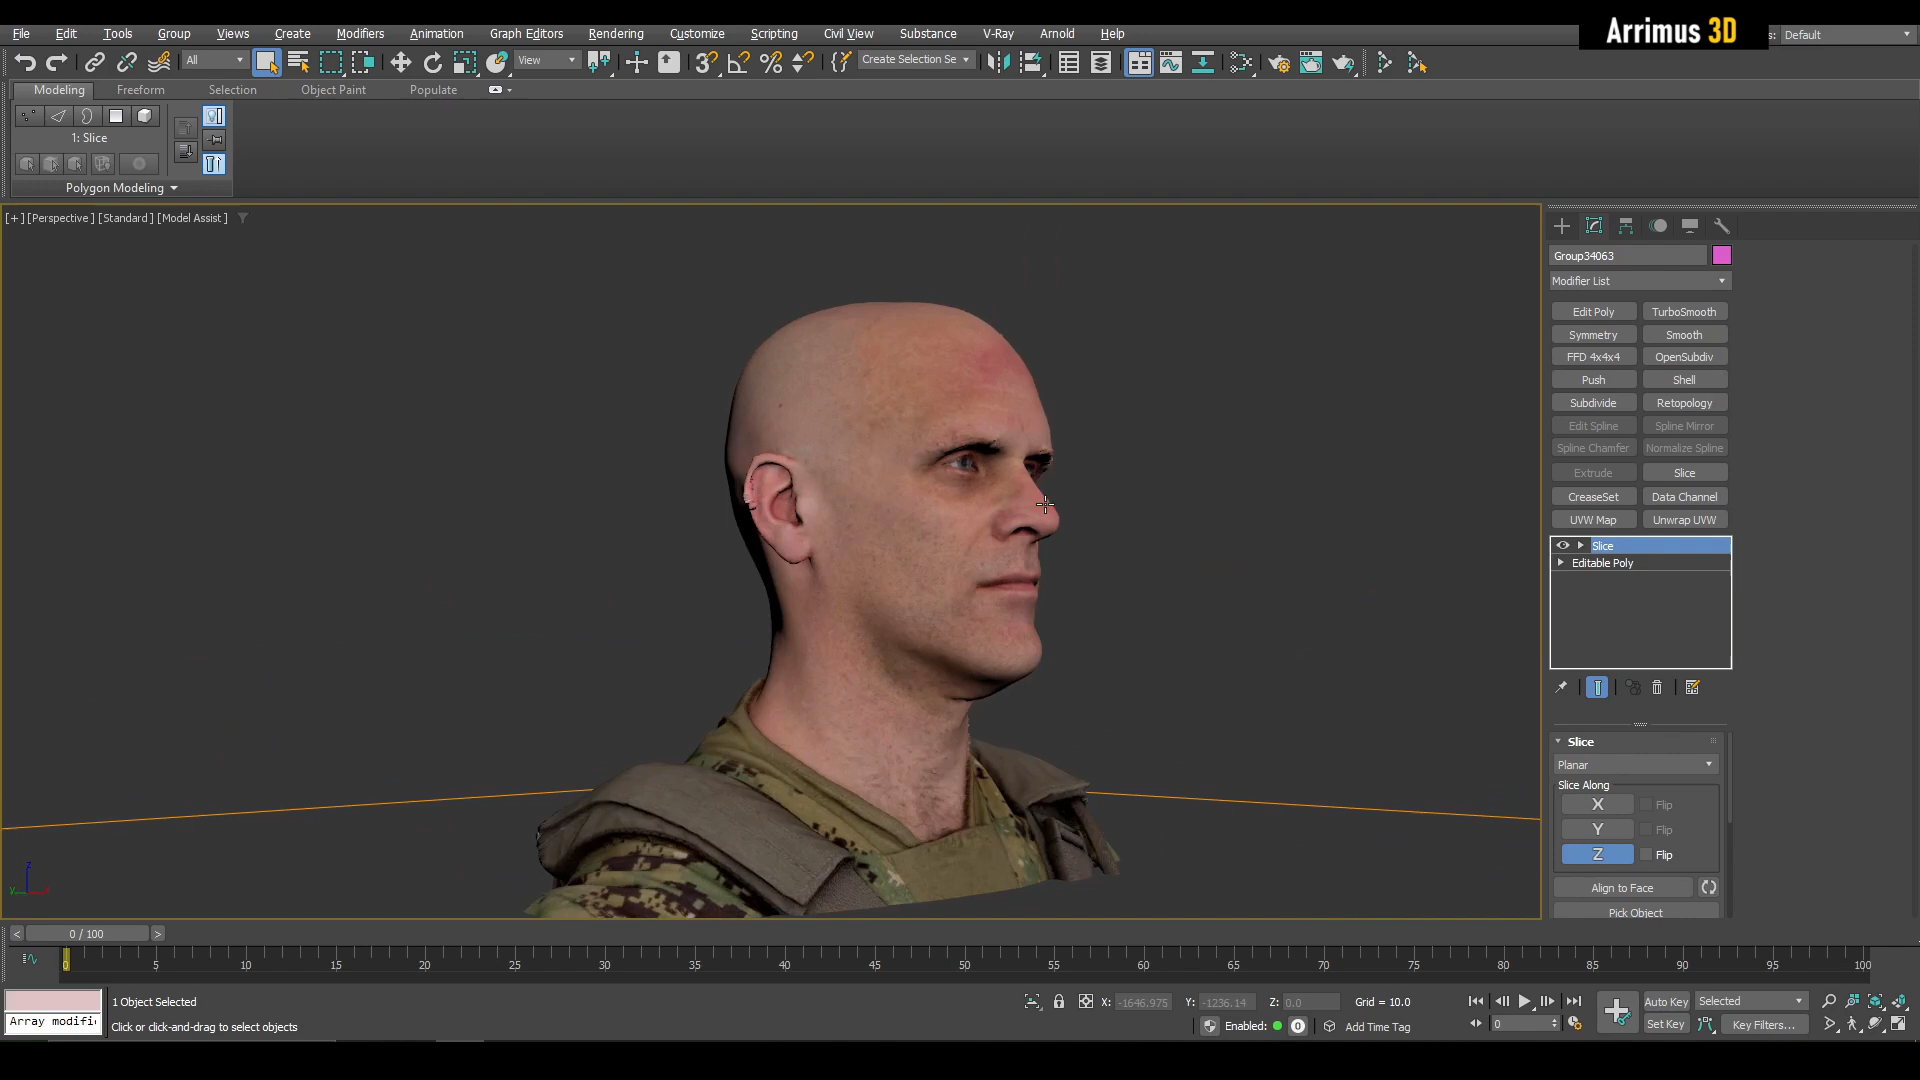 Arrimus 3D
File Edit Tools Group Views Create Modifiers Animation Graph Editors Rendering Customize Scripting Civil View Substance V-Ray Arnold Help
s: Default
All View Create Selection Se
Modeling Freeform Selection Object Paint Populate
1: Slice
Polygon Modeling
[+] [Perspective] [Standard] [Model Assist]
Group34063
Modifier List
Edit Poly TurboSmooth
Symmetry Smooth
FFD 4x4x4 OpenSubdiv
Push Shell
Subdivide Retopology
Edit Spline Spline Mirror
Spline Chamfer Normalize Spline
Extrude Slice
CreaseSet Data Channel
UVW Map Unwrap UVW
Slice
Editable Poly
Slice
Planar
Slice Along
X Flip
Y Flip
Z Flip
Align to Face
Pick Object
z
y x
< 0 / 100 >
0 5 10 15 20 25 30 35 40 45 50 55 60 65 70 75 80 85 90 95 100
1 Object Selected
X: -1646.975 Y: -1236.14 Z: 0.0 Grid = 10.0
Auto Key Selected
Array modifi
Click or click-and-drag to select objects
Enabled: 0 Add Time Tag
0
Set Key Key Filters...